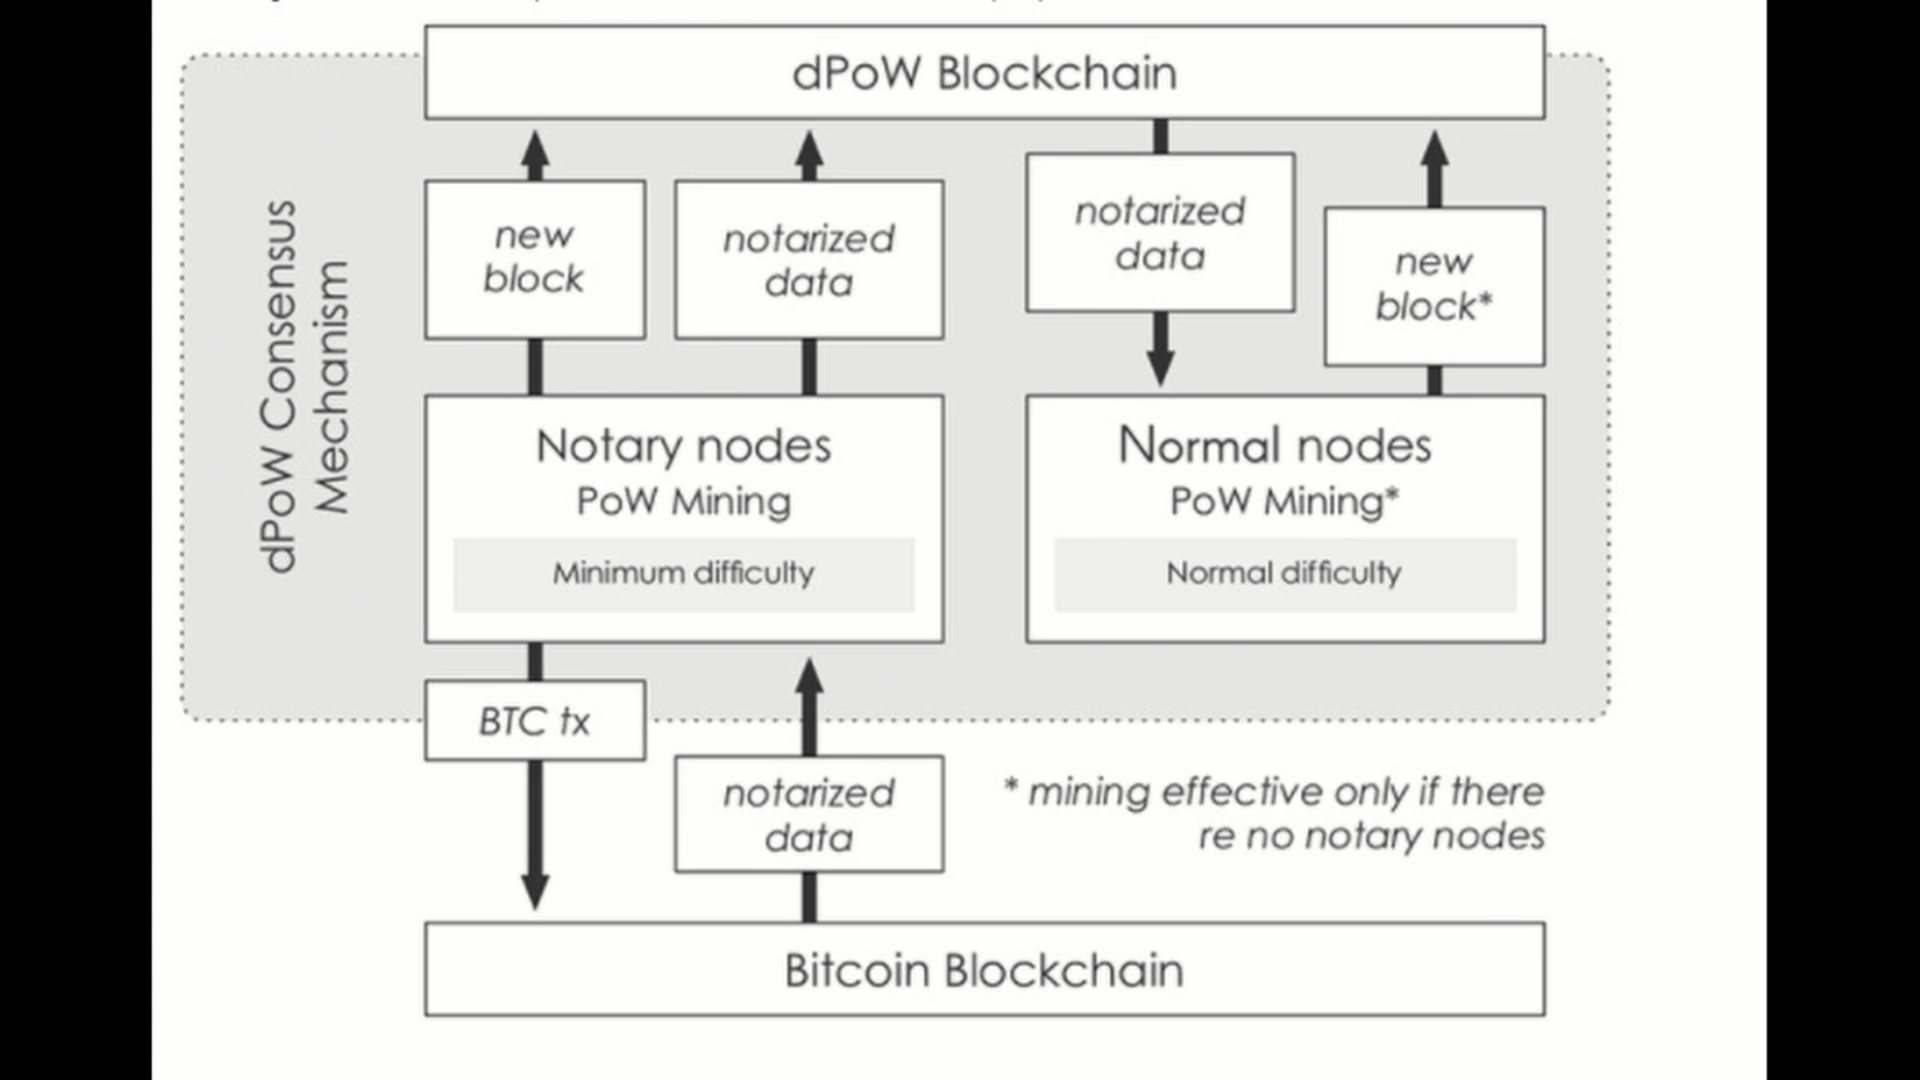 dPoW Blockchain
dPoW Consensus
Mechanism
new
block
notarized
data
notarized
data
new
block*
Notary nodes
PoW Mining
Minimum difficulty
Normal nodes
PoW Mining*
Normal difficulty
BTC tx
notarized
data
* mining effective only if there
re no notary nodes
Bitcoin Blockchain